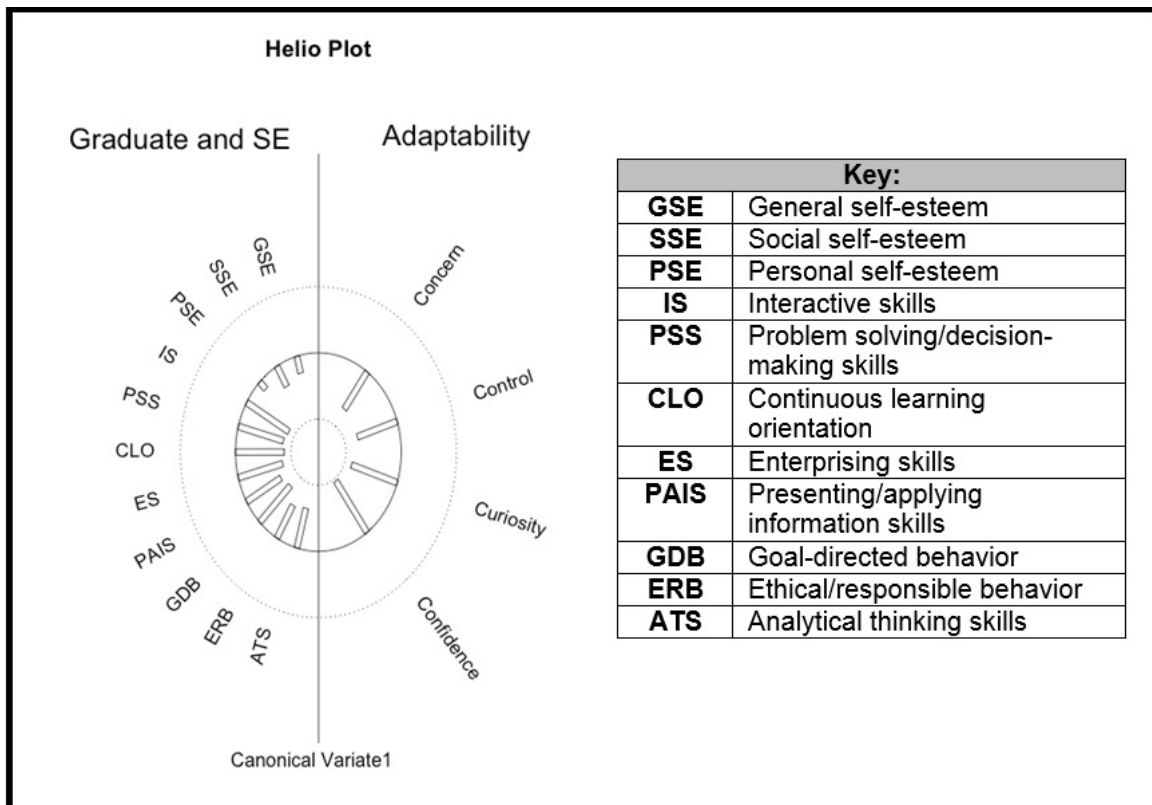 Helio Plot
Graduate and SE
Adaptability
GSE
SSE
PSE
IS
PSS
CLO
ES
PAIS
GDB
ERB
ATS
Concern
Control
Curiosity
Confidence
Canonical Variate1
Key:
GSE General self-esteem
SSE Social self-esteem
PSE Personal self-esteem
IS Interactive skills
PSS Problem solving/decision-
making skills
CLO Continuous learning
orientation
ES Enterprising skills
PAIS Presenting/applying
information skills
GDB Goal-directed behavior
ERB Ethical/responsible behavior
ATS Analytical thinking skills